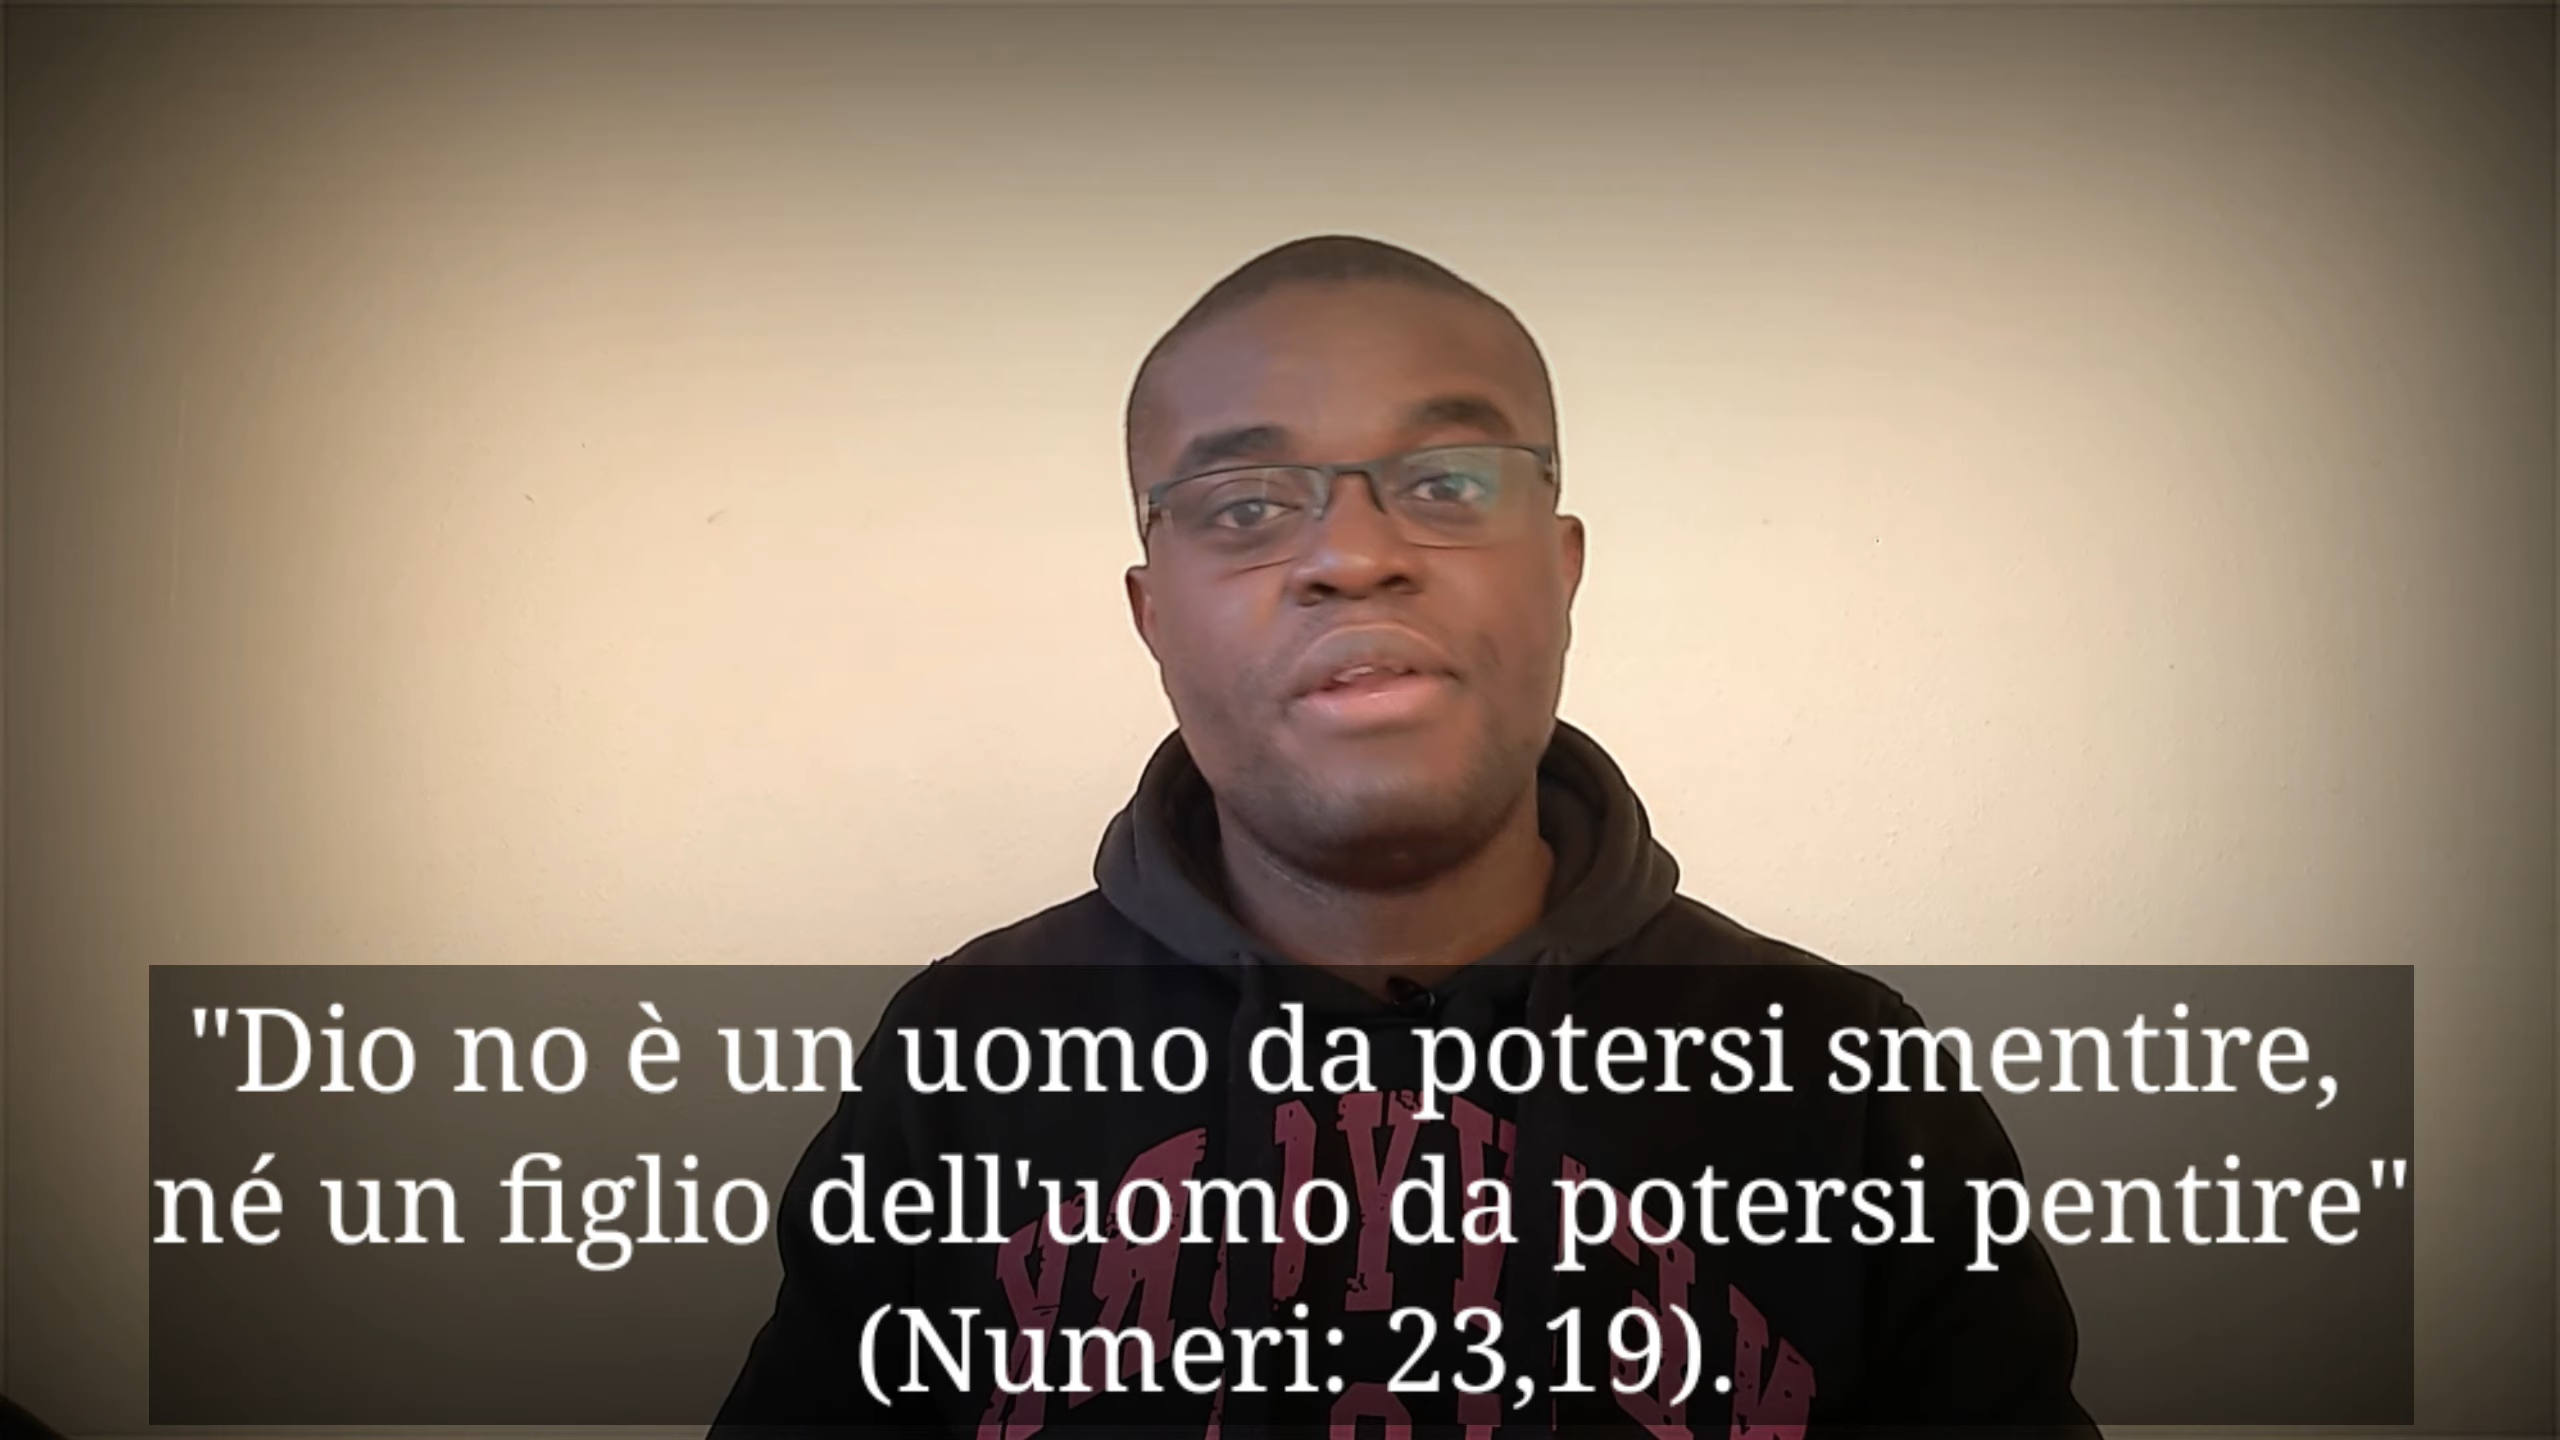 "Dio no è un uomo da potersi smentire,
né un figlio dell'uomo da potersi pentire"
(Numeri: 23,19).